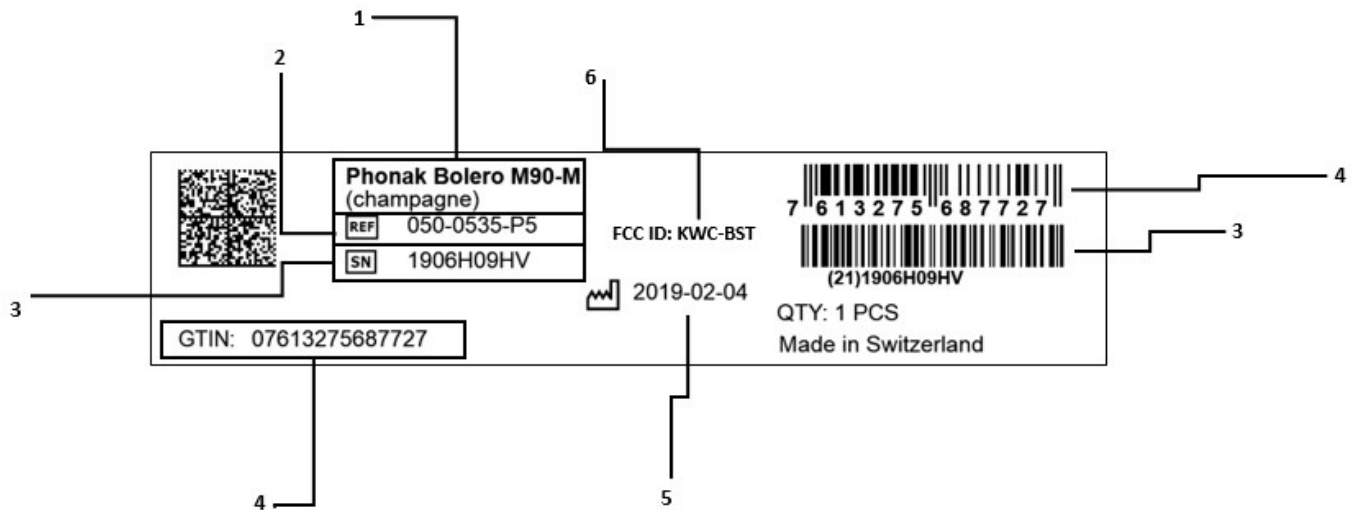 1
2
6
Phonak Bolero M90-M
(champagne)
REF 050-0535-P5
SN 1906H09HV
3
GTIN: 07613275687727
4
FCC ID: KWC-BST
2019-02-04
5
7 613275 687727
4
(21)1906H09HV
3
QTY: 1 PCS
Made in Switzerland